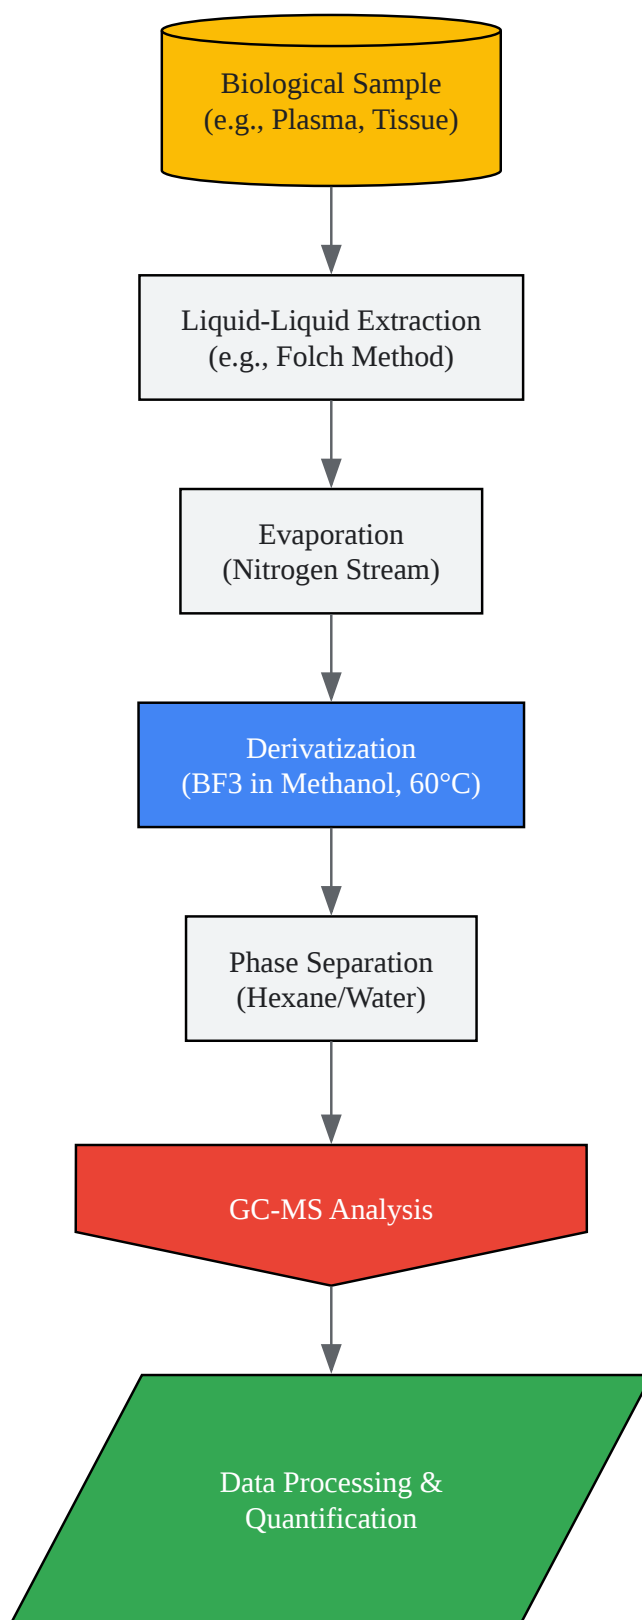 Biological Sample
(e.g., Plasma, Tissue)
Liquid-Liquid Extraction
(e.g., Folch Method)
Evaporation
(Nitrogen Stream)
Derivatization
(BF3 in Methanol, 60°C)
Phase Separation
(Hexane/Water)
GC-MS Analysis
Data Processing &
Quantification